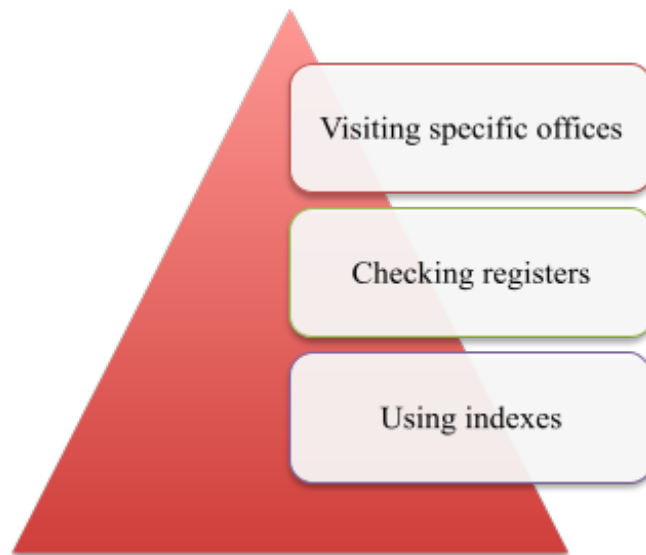 Visiting specific offices
Checking registers
Using indexes